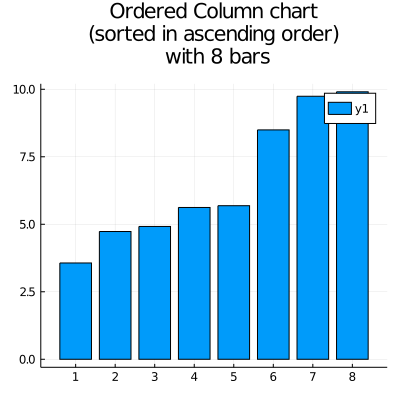 Ordered Column chart
(sorted in ascending order)
with 8 bars
10.0
7.5
5.0
2.5
0.0
y1
1 2 3 4 5 6 7 8